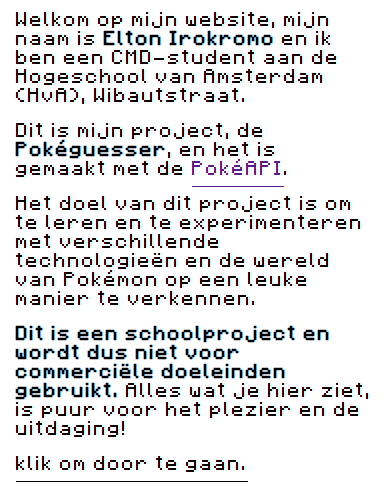 Welkom op mijn website, mijn
naam is Elton Irokromo en ik
ben een CMD-student aan de
Hogeschool van Amsterdam
(HvA), Wibautstraat.
Dit is mijn project, de
Pokéguesser, en het is
gemaakt met de PokéAPI.
Het doel van dit project is om
te leren en te experimenteren
met verschillende
technologieën en de wereld
van Pokémon op een leuke
manier te verkennen.
Dit is een schoolproject en
wordt dus niet voor
commerciële doeleinden
gebruikt. Alles wat je hier ziet,
is puur voor het plezier en de
uitdaging!
klik om door te gaan.